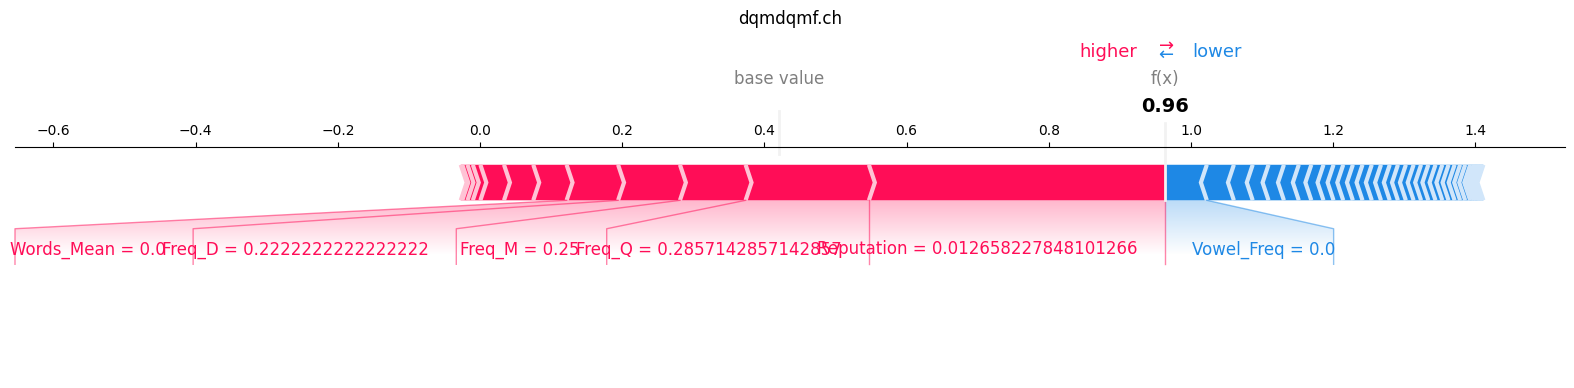 dqmdqmf.ch
higher ⇄ lower
base value f(x)
0.96
−0.6 −0.4 −0.2 0.0 0.2 0.4 0.6 0.8 1.0 1.2 1.4
Words_Mean = 0.0 Freq_D = 0.2222222222222222 Freq_M = 0.25 Freq_Q = 0.2857142857142857 Reputation = 0.012658227848101266 Vowel_Freq = 0.0